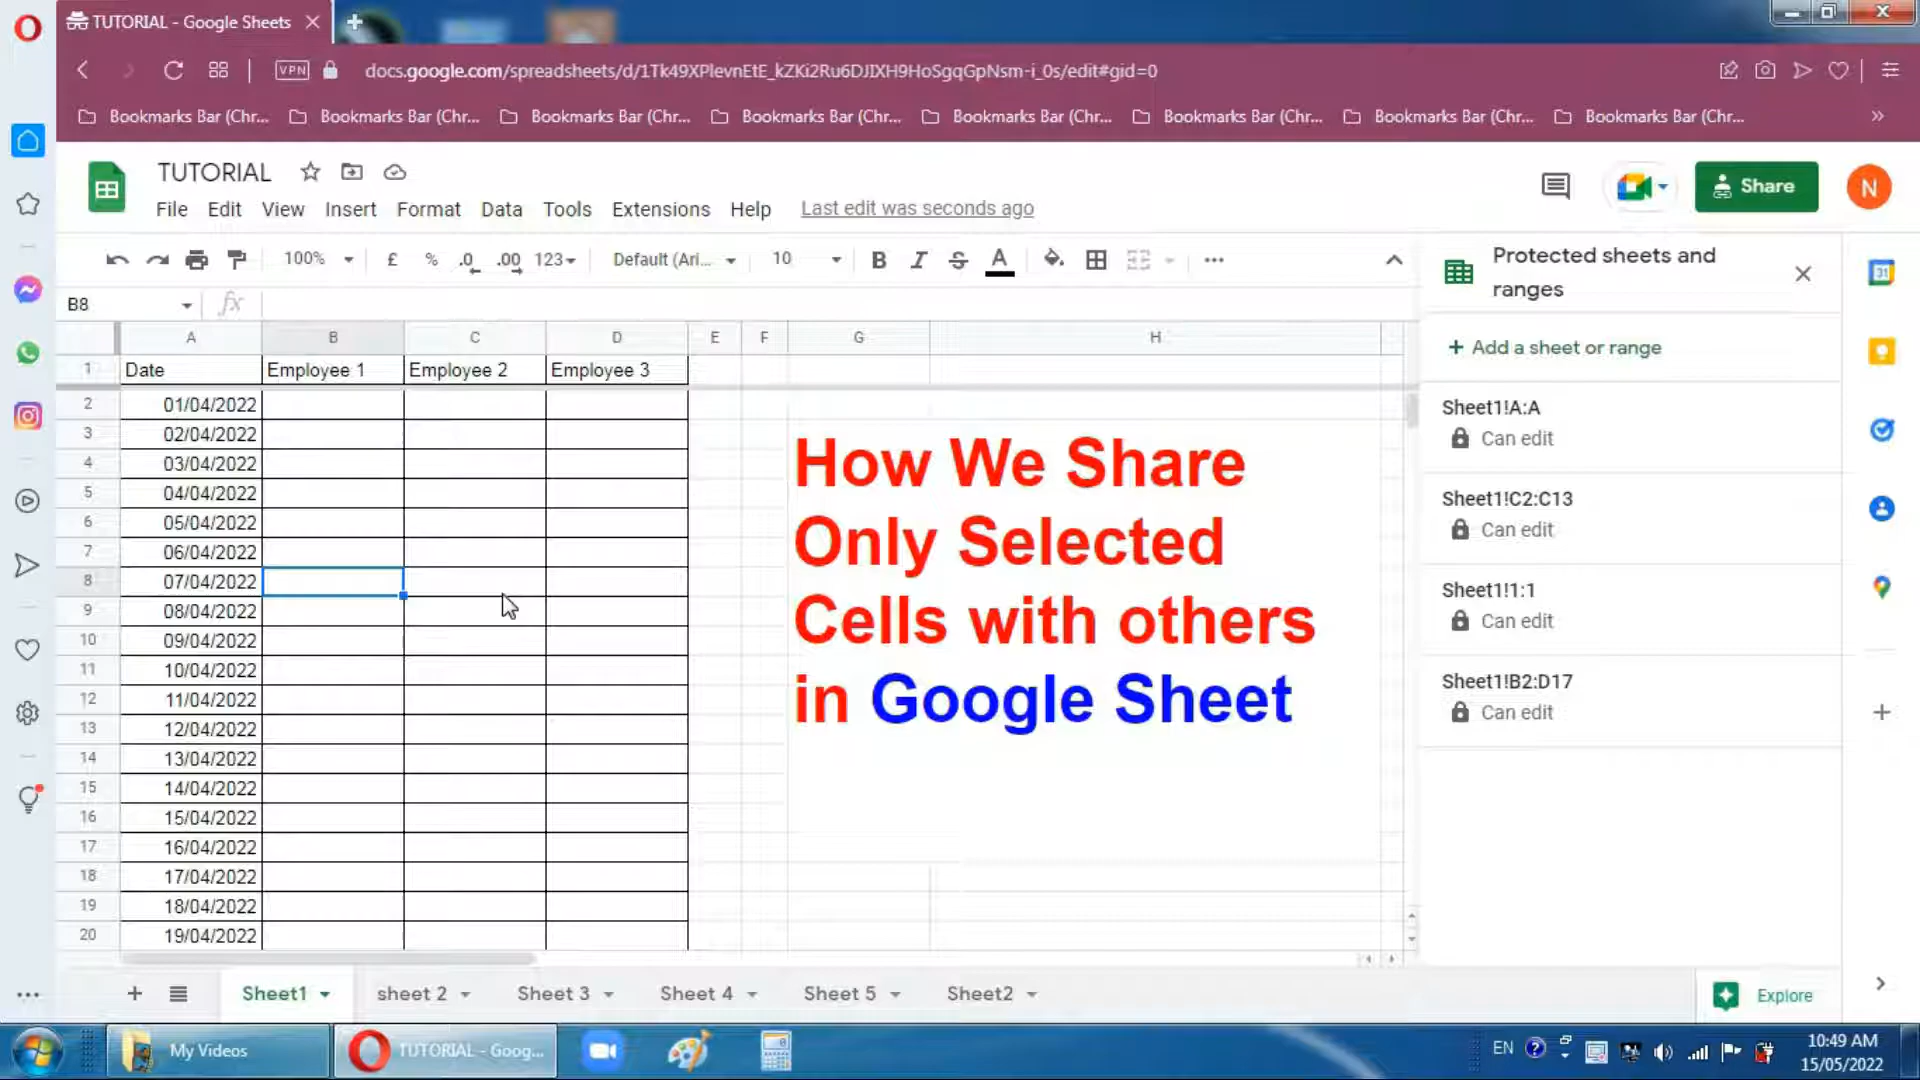 TUTORIAL - Google Sheets
VPN
docs.google.com/spreadsheets/d/1Tk49XPlevnEtE_kZKi2Ru6DJIXH9HoSgqGpNsm-i_0s/edit#gid=0
Bookmarks Bar (Chr... Bookmarks Bar (Chr... Bookmarks Bar (Chr... Bookmarks Bar (Chr... Bookmarks Bar (Chr... Bookmarks Bar (Chr... Bookmarks Bar (Chr... Bookmarks Bar (Chr... »
TUTORIAL
Share
N
File Edit View Insert Format Data Tools Extensions Help Last edit was seconds ago
100% £ % .0 .00 123 Default (Ari... 10 B I S A ...
B8 fx
A B C D E F G H
1 Date Employee 1 Employee 2 Employee 3
2 01/04/2022
3 02/04/2022
4 03/04/2022
5 04/04/2022
6 05/04/2022
7 06/04/2022
8 07/04/2022
9 08/04/2022
10 09/04/2022
11 10/04/2022
12 11/04/2022
13 12/04/2022
14 13/04/2022
15 14/04/2022
16 15/04/2022
17 16/04/2022
18 17/04/2022
19 18/04/2022
20 19/04/2022
How We Share
Only Selected
Cells with others
in Google Sheet
Protected sheets and
ranges
+ Add a sheet or range
Sheet1!A:A
Can edit
Sheet1!C2:C13
Can edit
Sheet1!1:1
Can edit
Sheet1!B2:D17
Can edit
31
Sheet1 sheet 2 Sheet 3 Sheet 4 Sheet 5 Sheet2
Explore
My Videos
TUTORIAL - Goog...
EN
10:49 AM
15/05/2022